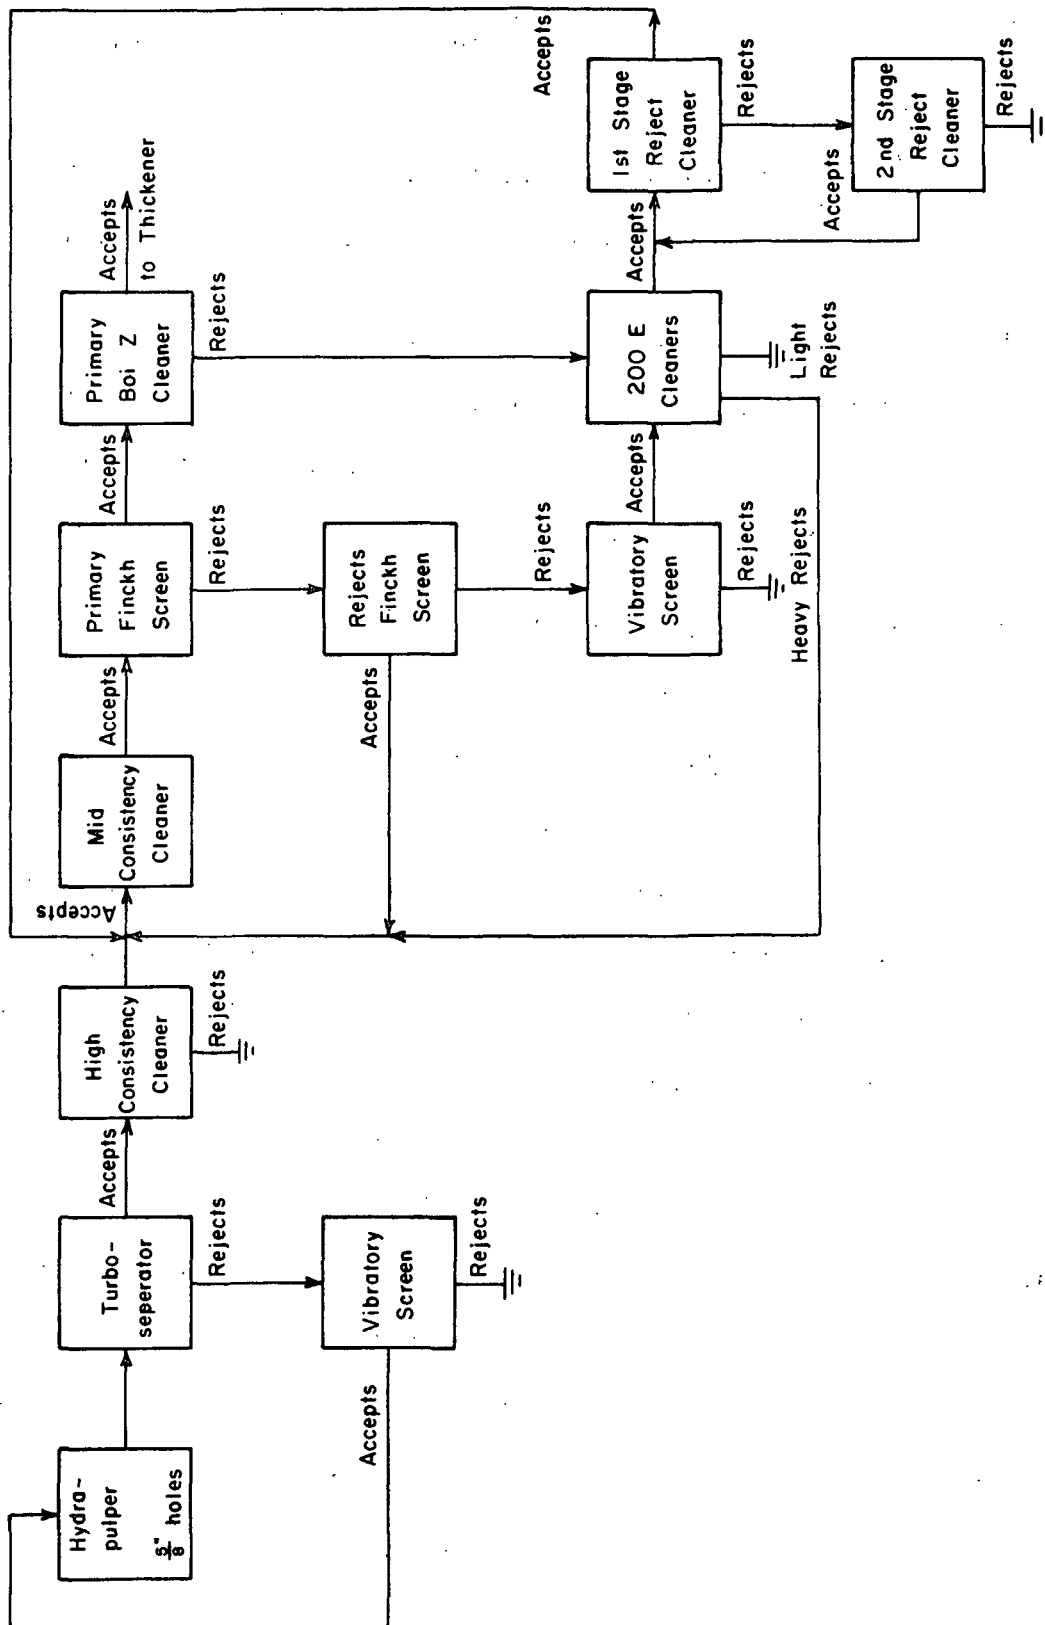 Hydra-
pulper
5/8" holes
Turbo-
seperator
Accepts
Rejects
Vibratory
Screen
Accepts
Rejects
High
Consistency
Cleaner
Rejects
Accepts
Mid
Consistency
Cleaner
Accepts
Primary
Finckh
Screen
Accepts
Rejects
Primary
Boi Z
Cleaner
Accepts
to Thickener
Rejects
Rejects
Finckh
Screen
Accepts
Rejects
Vibratory
Screen
Accepts
Rejects
Heavy Rejects
200 E
Cleaners
Light
Rejects
Accepts
1st Stage
Reject
Cleaner
Accepts
Rejects
2nd Stage
Reject
Cleaner
Accepts
Rejects